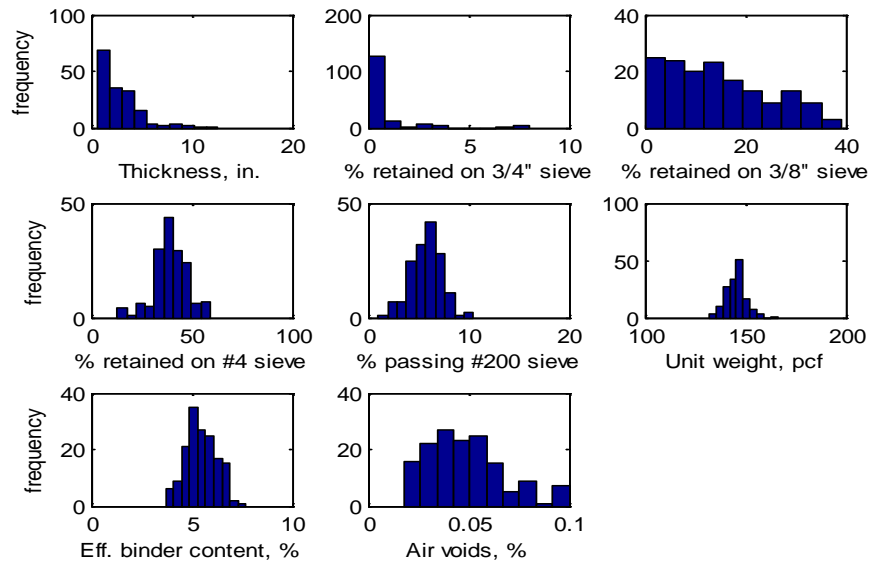 100
50
0
0 10 20
frequency
Thickness, in.
200
100
0
0 5 10
% retained on 3/4" sieve
40
20
0
0 20 40
% retained on 3/8" sieve
50
0
0 50 100
frequency
% retained on #4 sieve
50
0
0 10 20
% passing #200 sieve
100
50
0
100 150 200
Unit weight, pcf
40
20
0
0 5 10
frequency
Eff. binder content, %
40
20
0
0 0.05 0.1
Air voids, %